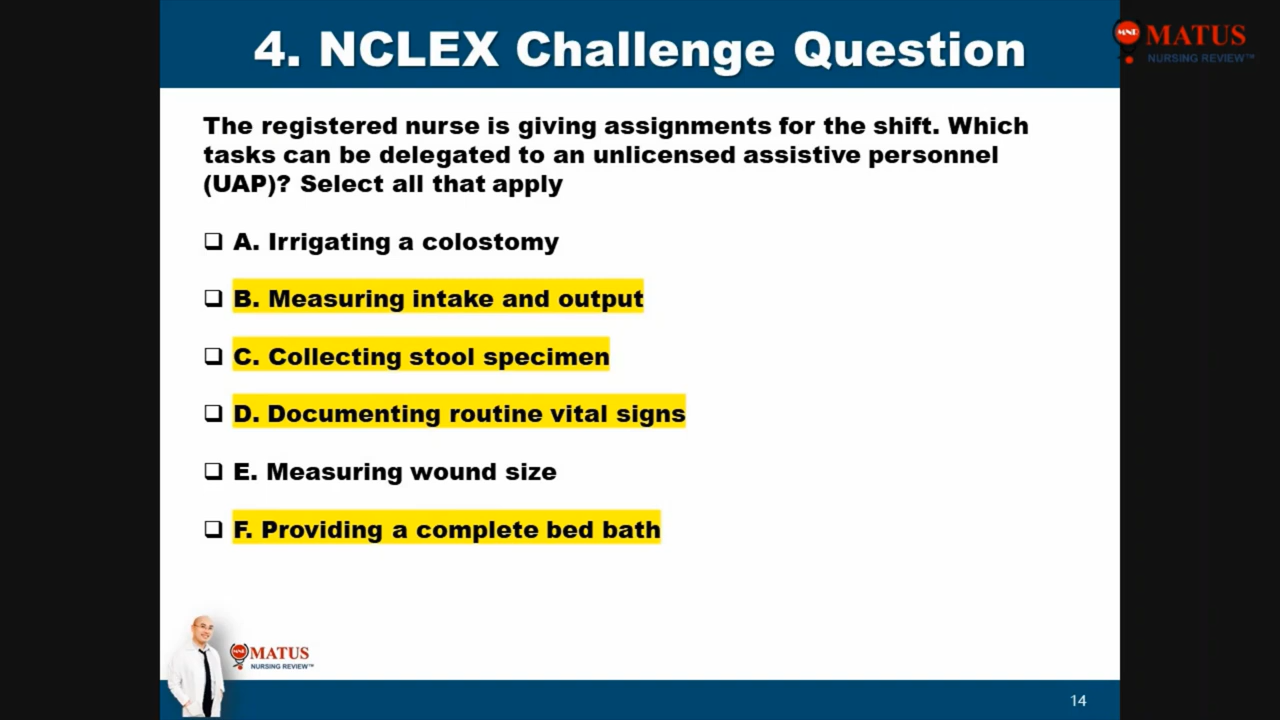 4. NCLEX Challenge Question
MNR MATUS
NURSING REVIEW™
The registered nurse is giving assignments for the shift. Which
tasks can be delegated to an unlicensed assistive personnel
(UAP)? Select all that apply
A. Irrigating a colostomy
B. Measuring intake and output
C. Collecting stool specimen
D. Documenting routine vital signs
E. Measuring wound size
F. Providing a complete bed bath
MNR MATUS
NURSING REVIEW™
14